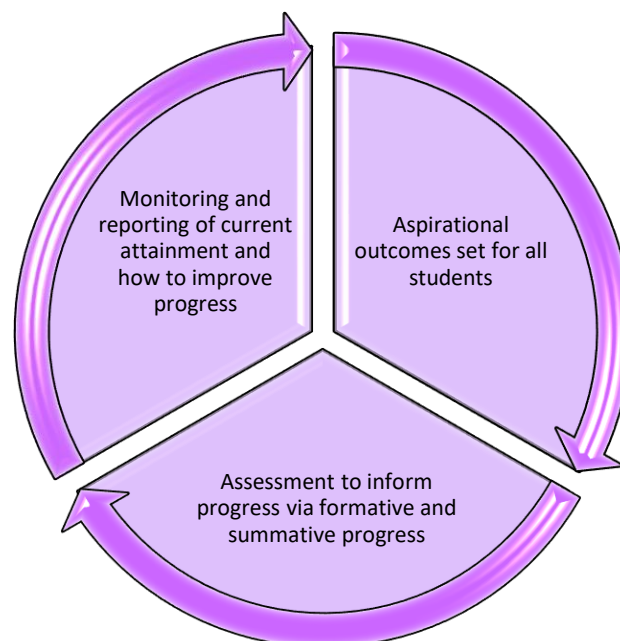 Monitoring and
reporting of current
attainment and
how to improve
progress
Aspirational
outcomes set for all
students
Assessment to inform
progress via formative and
summative progress